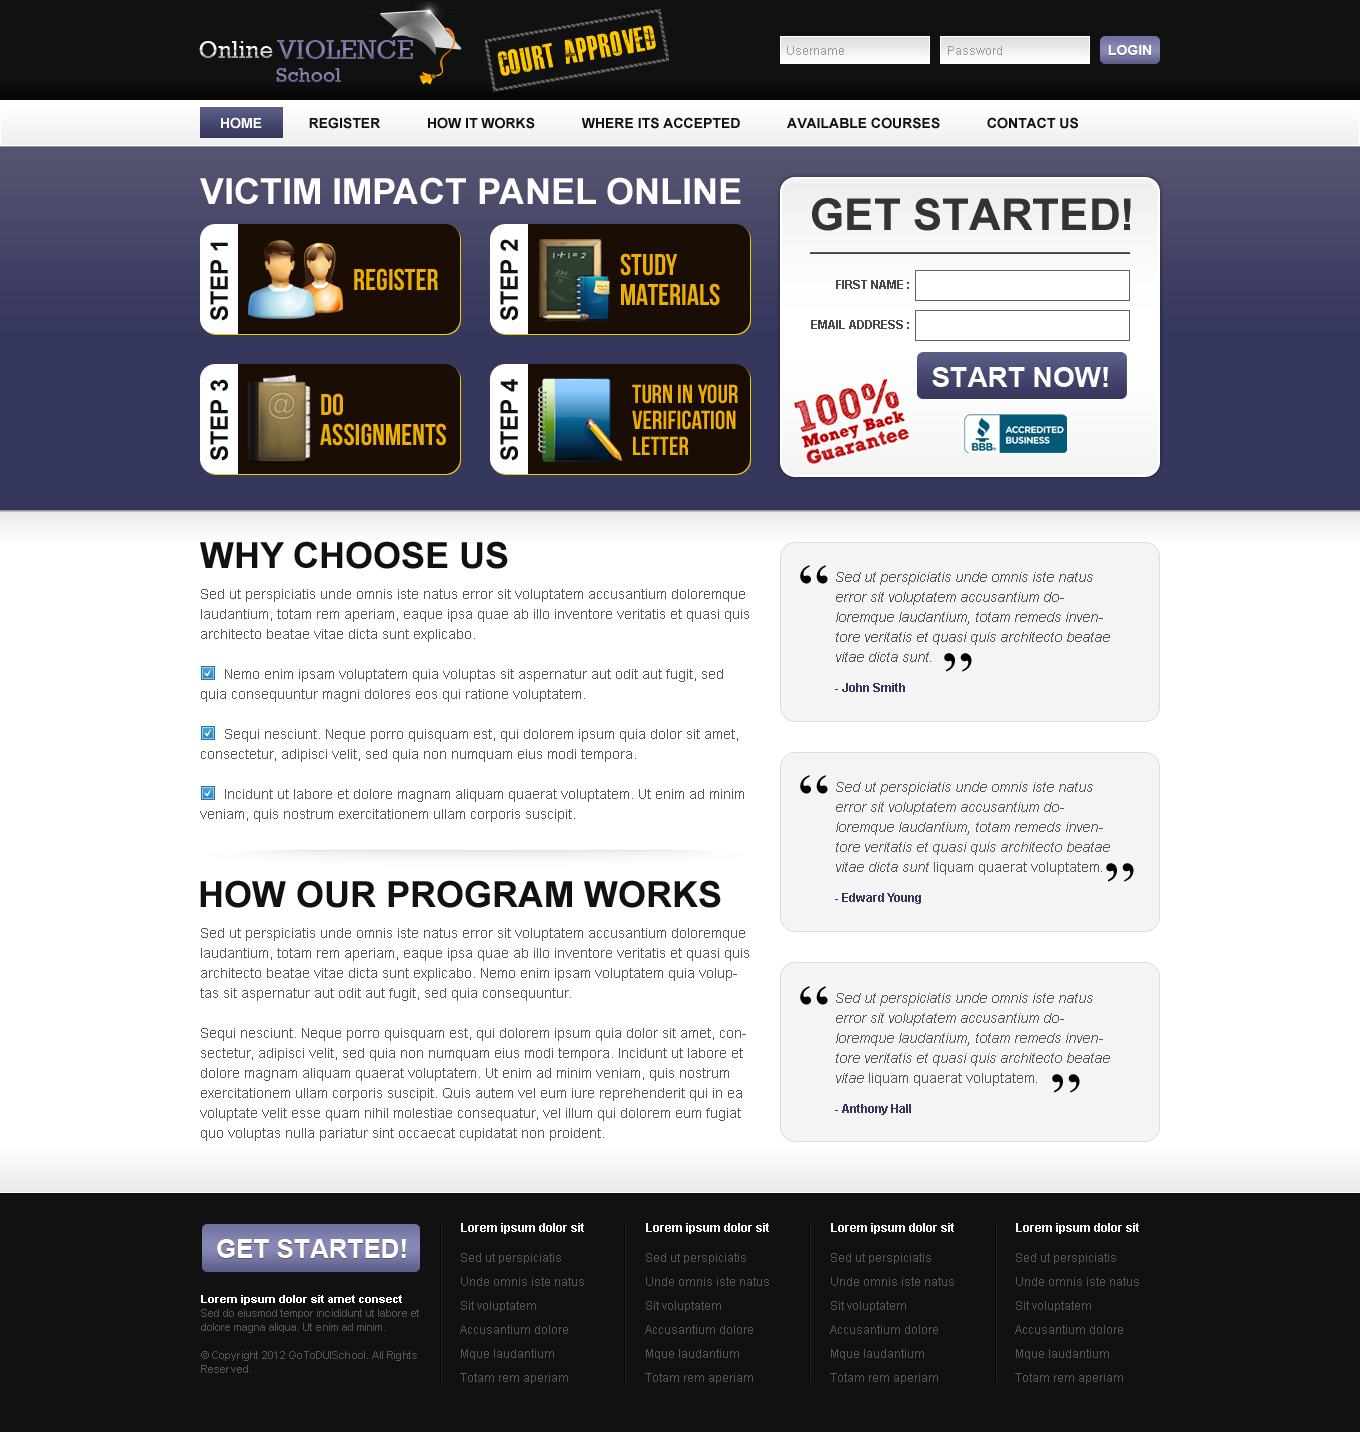 Online VIOLENCE
School
COURT APPROVED
Username
Password
LOGIN
HOME
REGISTER
HOW IT WORKS
WHERE ITS ACCEPTED
AVAILABLE COURSES
CONTACT US
VICTIM IMPACT PANEL ONLINE
STEP 1
REGISTER
STEP 2
1+1=2
STUDY
MATERIALS
STEP 3
@
DO
ASSIGNMENTS
STEP 4
TURN IN YOUR
VERIFICATION
LETTER
GET STARTED!
FIRST NAME :
EMAIL ADDRESS :
START NOW!
100%
Money Back
Guarantee
BBB.
ACCREDITED
BUSINESS
WHY CHOOSE US
Sed ut perspiciatis unde omnis iste natus error sit voluptatem accusantium doloremque
laudantium, totam rem aperiam, eaque ipsa quae ab illo inventore veritatis et quasi quis
architecto beatae vitae dicta sunt explicabo.
Nemo enim ipsam voluptatem quia voluptas sit aspernatur aut odit aut fugit, sed
quia consequuntur magni dolores eos qui ratione voluptatem.
Sequi nesciunt. Neque porro quisquam est, qui dolorem ipsum quia dolor sit amet,
consectetur, adipisci velit, sed quia non numquam eius modi tempora.
Incidunt ut labore et dolore magnam aliquam quaerat voluptatem. Ut enim ad minim
veniam, quis nostrum exercitationem ullam corporis suscipit.
HOW OUR PROGRAM WORKS
Sed ut perspiciatis unde omnis iste natus error sit voluptatem accusantium doloremque
laudantium, totam rem aperiam, eaque ipsa quae ab illo inventore veritatis et quasi quis
architecto beatae vitae dicta sunt explicabo. Nemo enim ipsam voluptatem quia volup-
tas sit aspernatur aut odit aut fugit, sed quia consequuntur.
Sequi nesciunt. Neque porro quisquam est, qui dolorem ipsum quia dolor sit amet, con-
sectetur, adipisci velit, sed quia non numquam eius modi tempora. Incidunt ut labore et
dolore magnam aliquam quaerat voluptatem. Ut enim ad minim veniam, quis nostrum
exercitationem ullam corporis suscipit. Quis autem vel eum iure reprehenderit qui in ea
voluptate velit esse quam nihil molestiae consequatur, vel illum qui dolorem eum fugiat
quo voluptas nulla pariatur sint occaecat cupidatat non proident.
“ Sed ut perspiciatis unde omnis iste natus
error sit voluptatem accusantium do-
loremque laudantium, totam remeds inven-
tore veritatis et quasi quis architecto beatae
vitae dicta sunt. ”
- John Smith
“ Sed ut perspiciatis unde omnis iste natus
error sit voluptatem accusantium do-
loremque laudantium, totam remeds inven-
tore veritatis et quasi quis architecto beatae
vitae dicta sunt liquam quaerat voluptatem. ”
- Edward Young
“ Sed ut perspiciatis unde omnis iste natus
error sit voluptatem accusantium do-
loremque laudantium, totam remeds inven-
tore veritatis et quasi quis architecto beatae
vitae liquam quaerat voluptatem. ”
- Anthony Hall
GET STARTED!
Lorem ipsum dolor sit amet consect
Sed do eiusmod tempor incididunt ut labore et
dolore magna aliqua. Ut enim ad minim.
© Copyright 2012 GoToDUISchool. All Rights
Reserved.
Lorem ipsum dolor sit
Sed ut perspiciatis
Unde omnis iste natus
Sit voluptatem
Accusantium dolore
Mque laudantium
Totam rem aperiam
Lorem ipsum dolor sit
Sed ut perspiciatis
Unde omnis iste natus
Sit voluptatem
Accusantium dolore
Mque laudantium
Totam rem aperiam
Lorem ipsum dolor sit
Sed ut perspiciatis
Unde omnis iste natus
Sit voluptatem
Accusantium dolore
Mque laudantium
Totam rem aperiam
Lorem ipsum dolor sit
Sed ut perspiciatis
Unde omnis iste natus
Sit voluptatem
Accusantium dolore
Mque laudantium
Totam rem aperiam